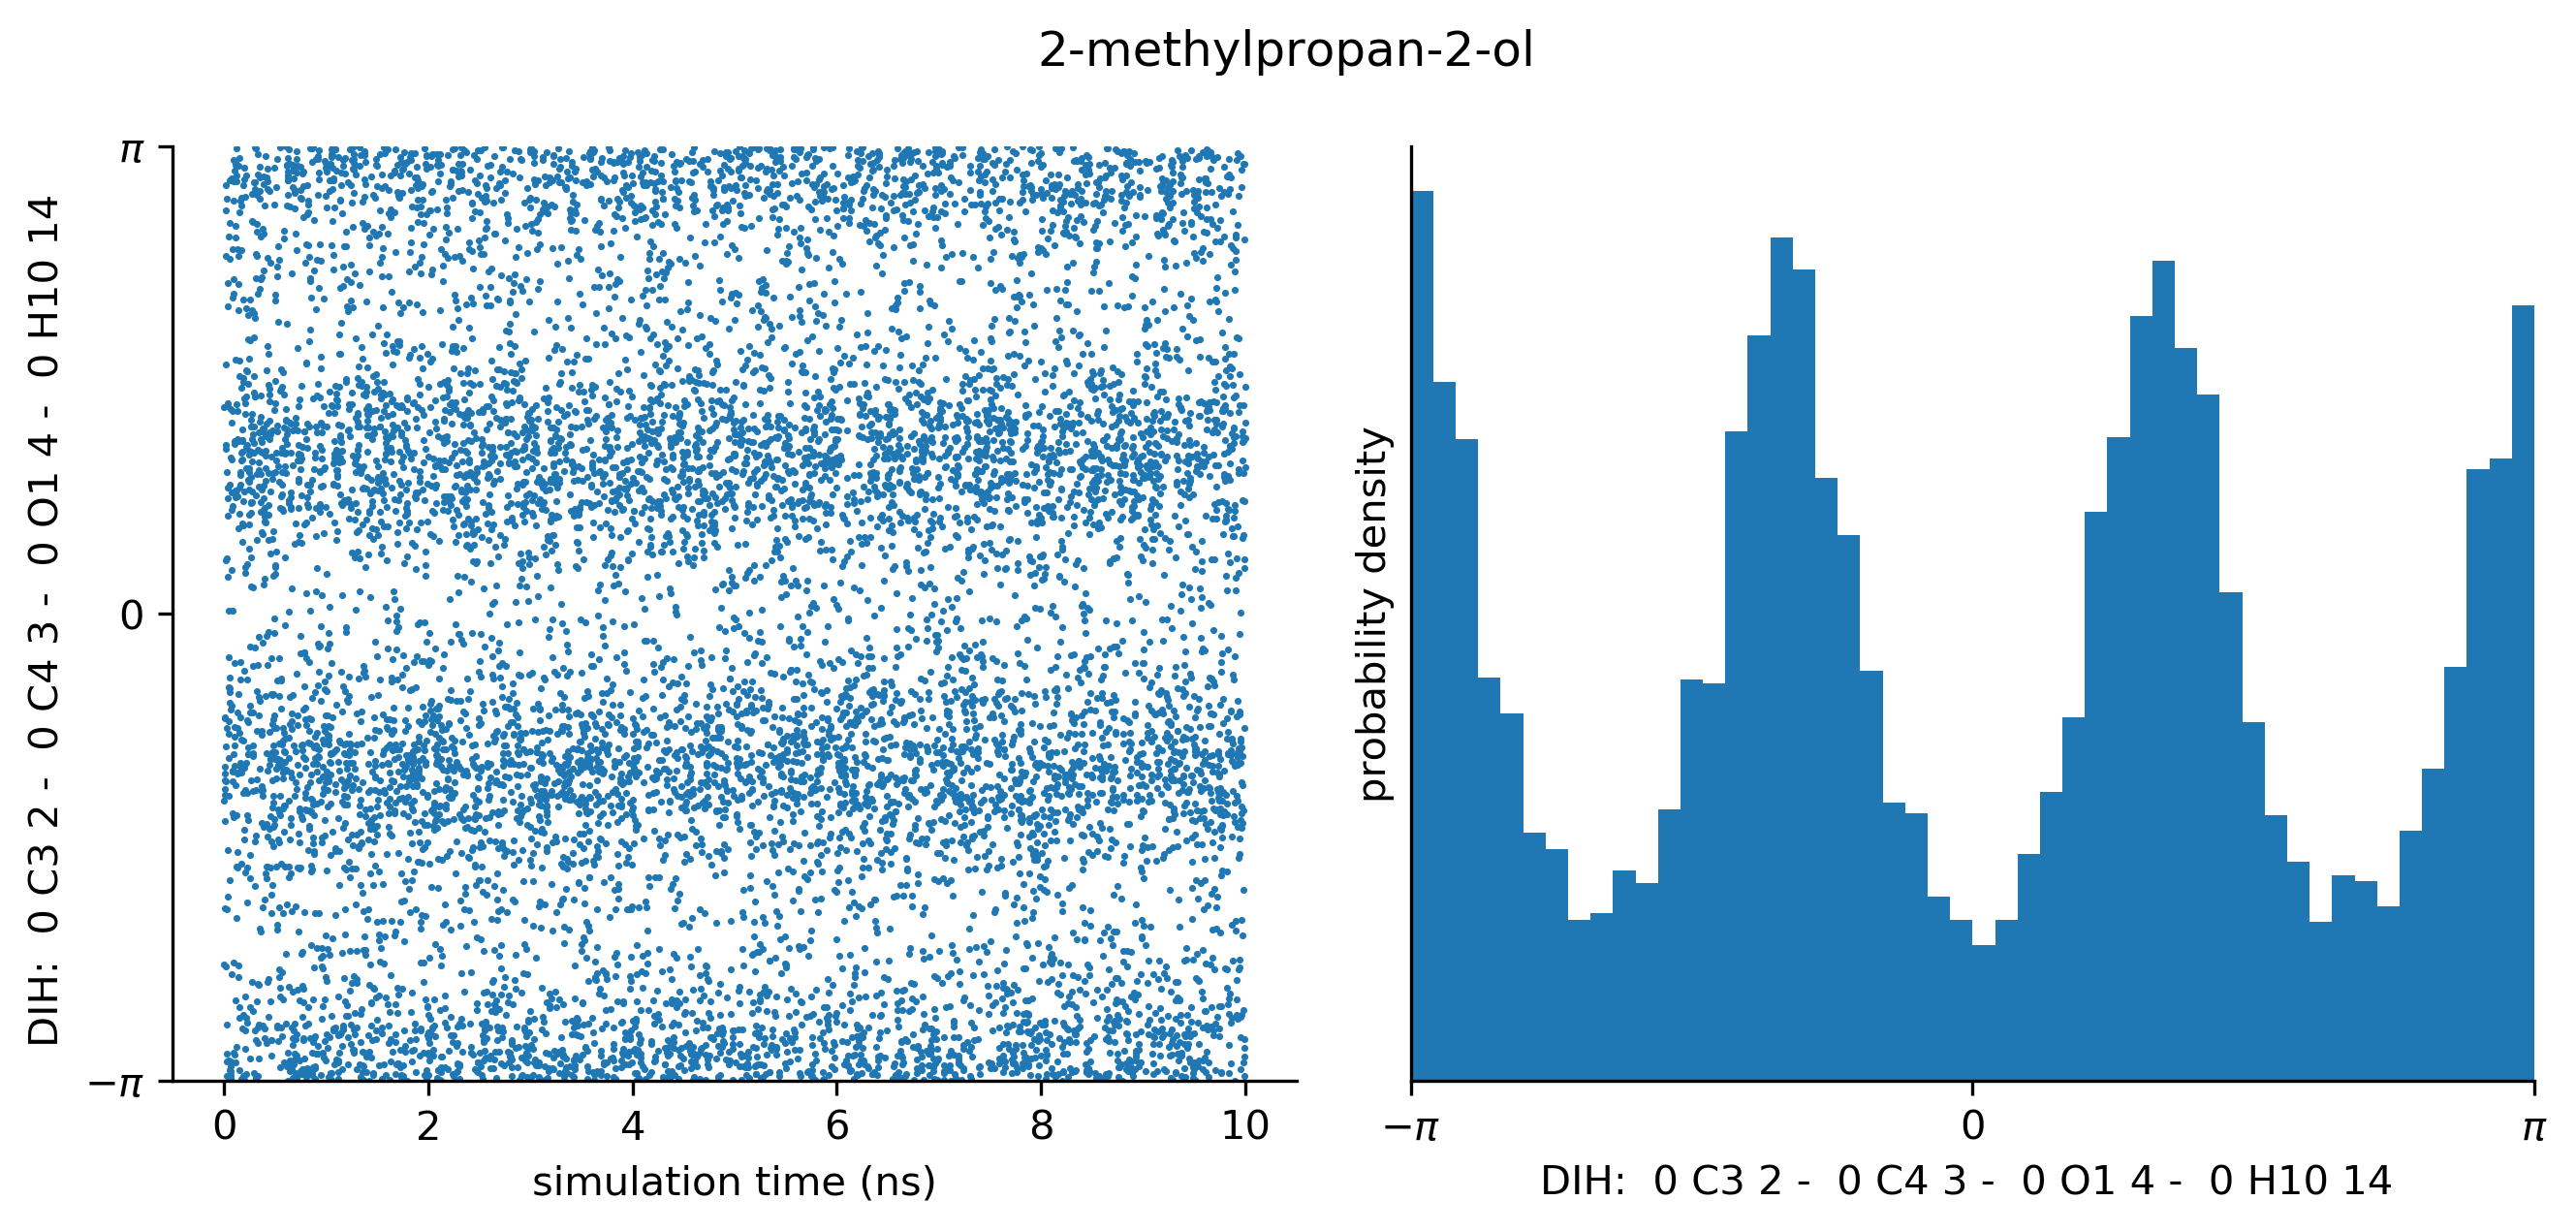 2-methylpropan-2-ol
DIH: 0 C3 2 - 0 C4 3 - 0 O1 4 - 0 H10 14
π
0
−π
0 2 4 6 8 10
simulation time (ns)
probability density
−π 0 π
DIH: 0 C3 2 - 0 C4 3 - 0 O1 4 - 0 H10 14